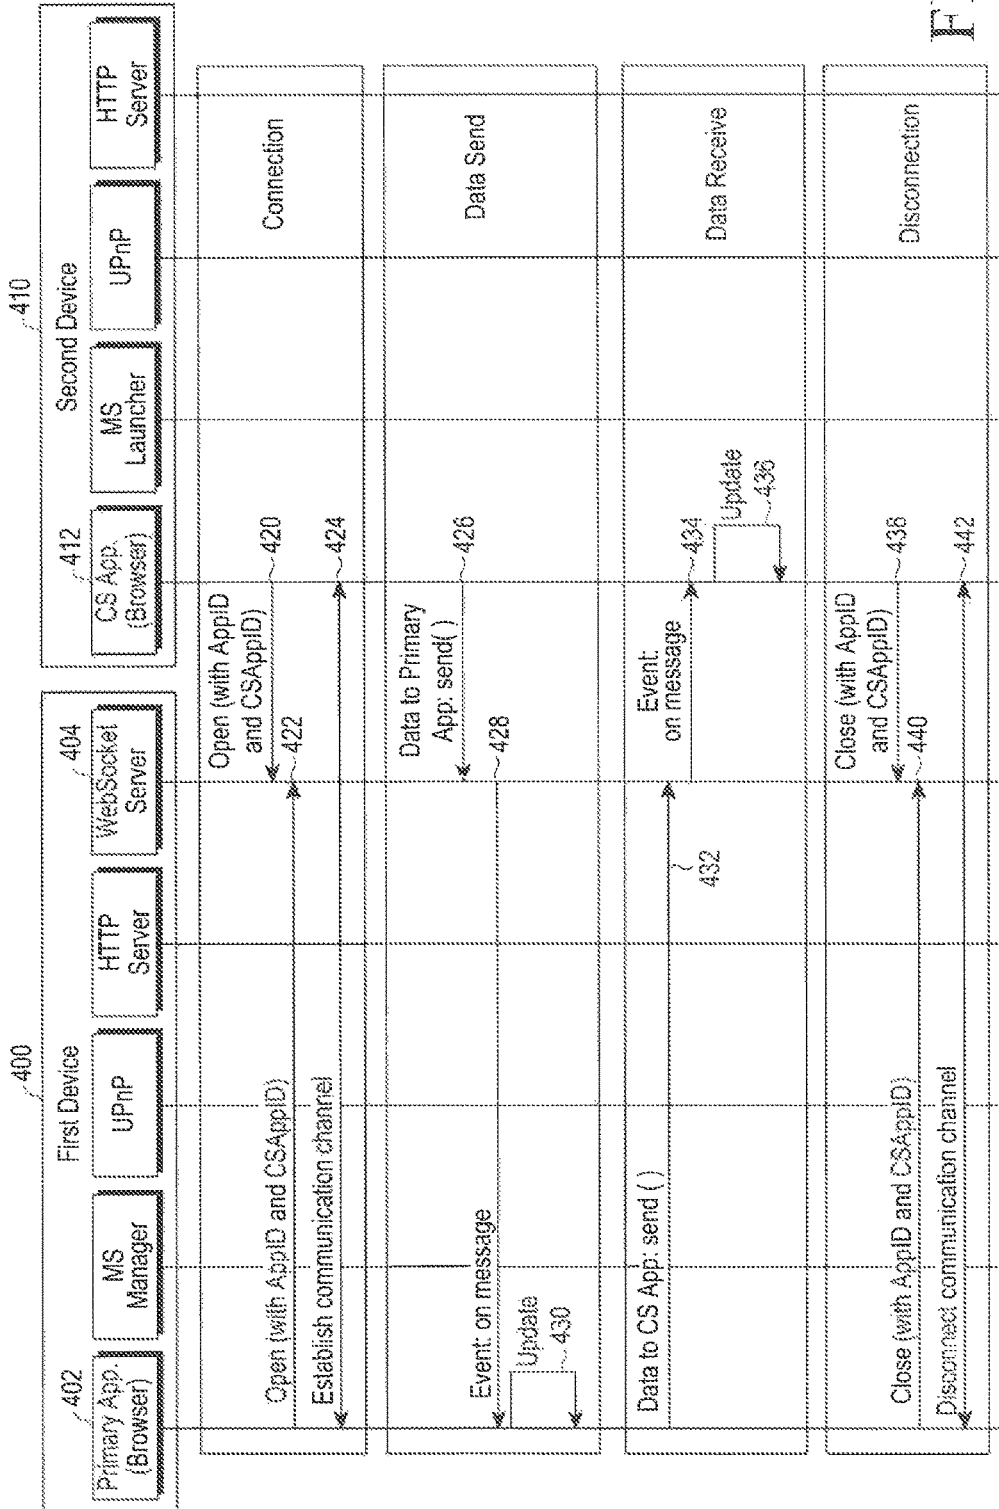 400
First Device
402
Primary App.
(Browser)
MS
Manager
UPnP
HTTP
Server
404
WebSocket
Server
410
Second Device
412
CS App.
(Browser)
MS
Launcher
UPnP
HTTP
Server
Connection
Open (with AppID
and CSAppID)
420
Open (with AppID and CSAppID)
422
Establish communication channel
424
Data Send
Data to Primary
App: send( )
426
Event: on message
428
Update
430
Data Receive
Data to CS App: send ( )
432
Event:
on message
434
Update
436
Disconnection
Close (with AppID
and CSAppID)
438
Close (with AppID and CSAppID)
440
Disconnect communication channel
442